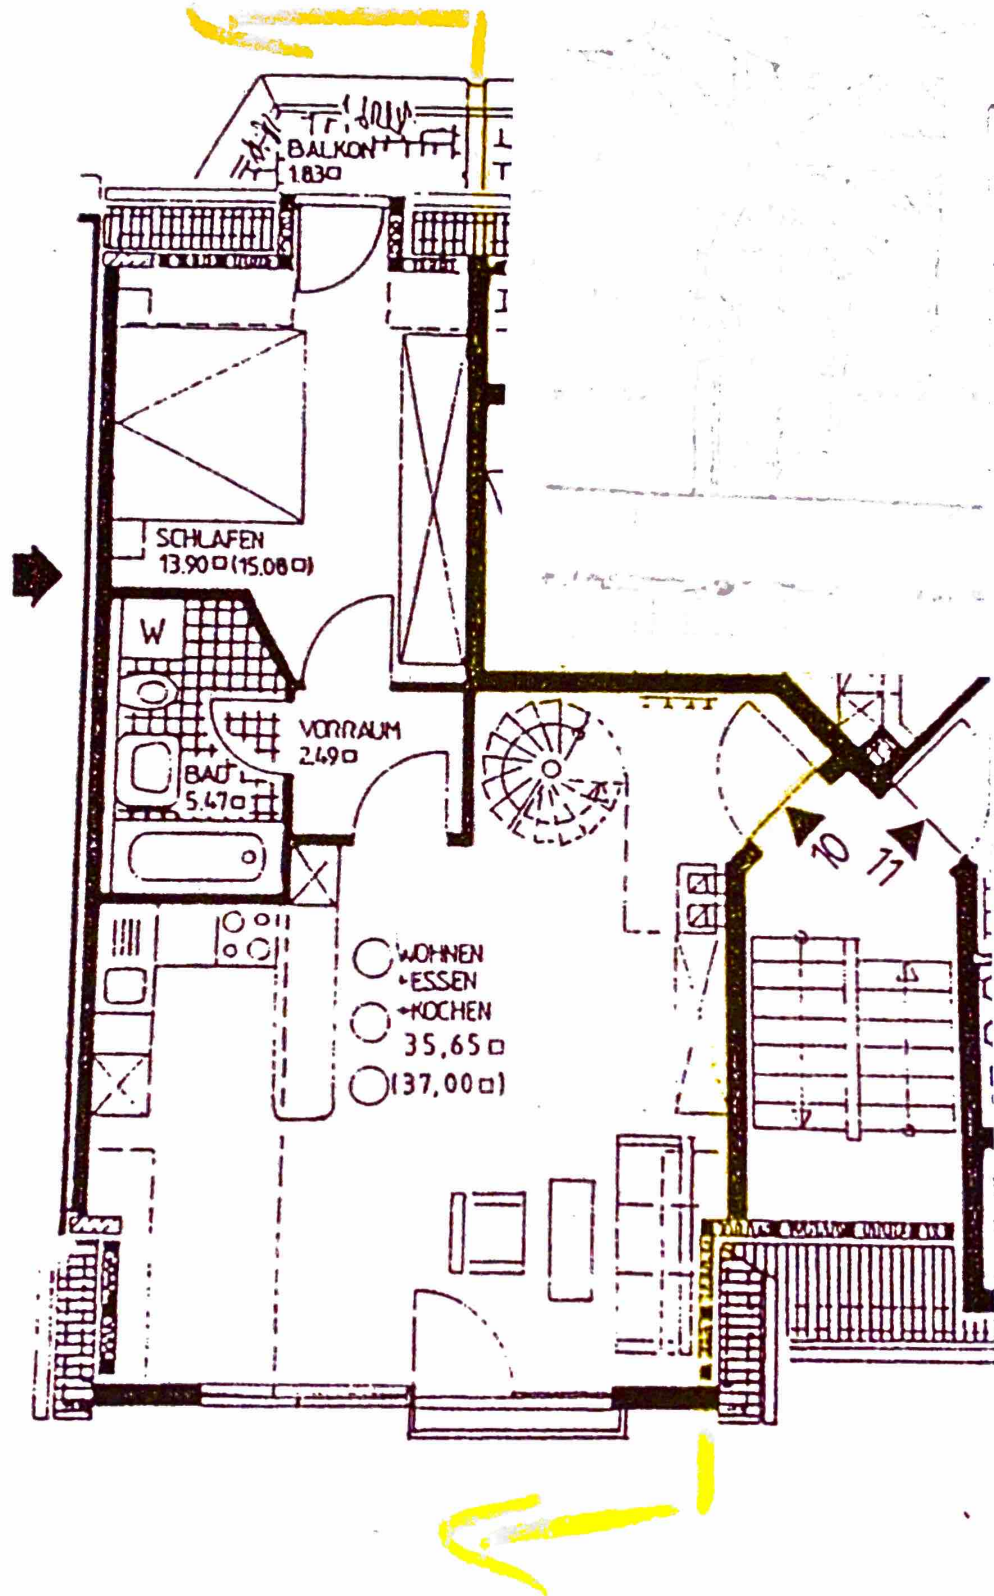 BALKON
1.83□
SCHLAFEN
13.90□(15.08□)
W
VORRAUM
2.49□
BAD
5.47□
10
11
WOHNEN
+ESSEN
+KOCHEN
35,65□
(37,00□)